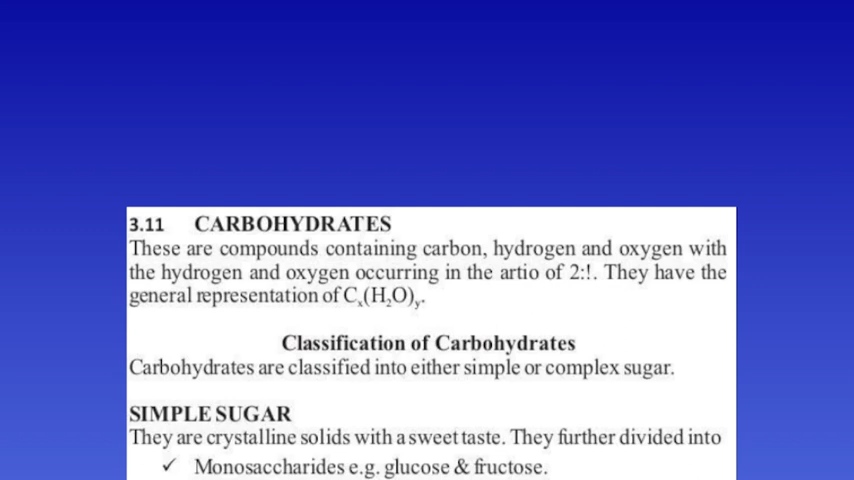 3.11 CARBOHYDRATES
These are compounds containing carbon, hydrogen and oxygen with
the hydrogen and oxygen occurring in the artio of 2:!. They have the
general representation of Cₓ(H₂O)ᵧ.
Classification of Carbohydrates
Carbohydrates are classified into either simple or complex sugar.
SIMPLE SUGAR
They are crystalline solids with a sweet taste. They further divided into
✓ Monosaccharides e.g. glucose & fructose.